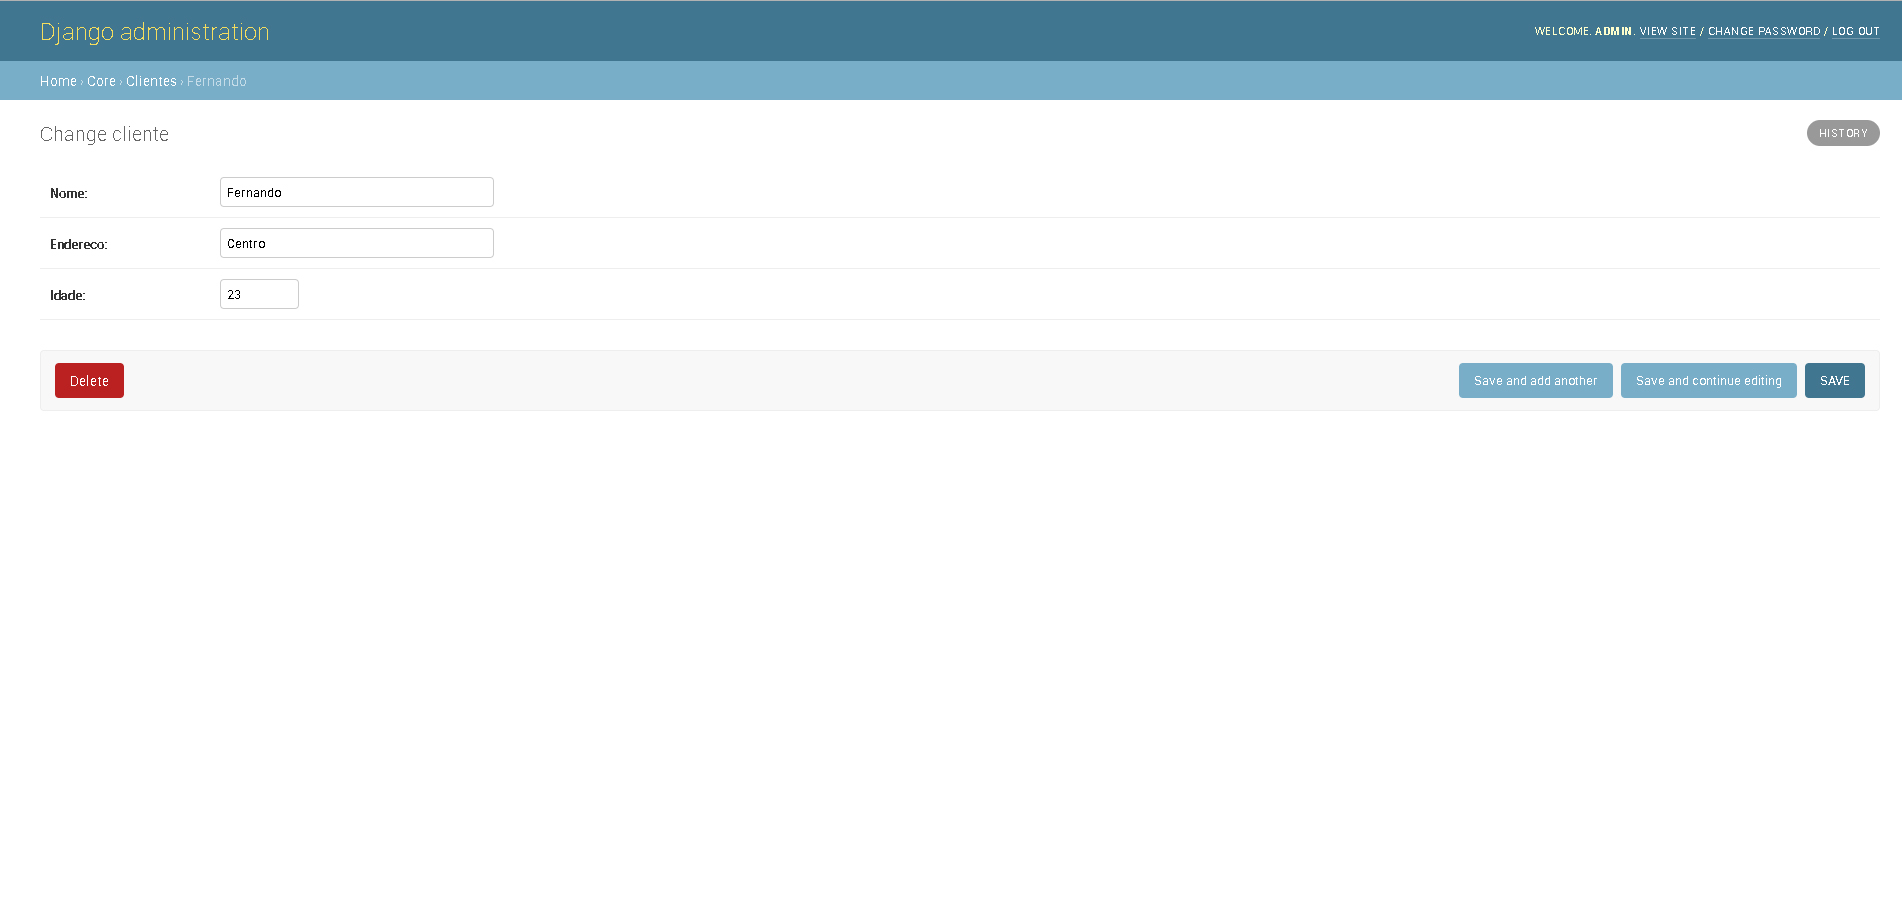 Django administration
WELCOME, ADMIN. VIEW SITE / CHANGE PASSWORD / LOG OUT
Home › Core › Clientes › Fernando
Change cliente
HISTORY
Nome: Fernando
Endereco: Centro
Idade: 23
Delete
Save and add another
Save and continue editing
SAVE